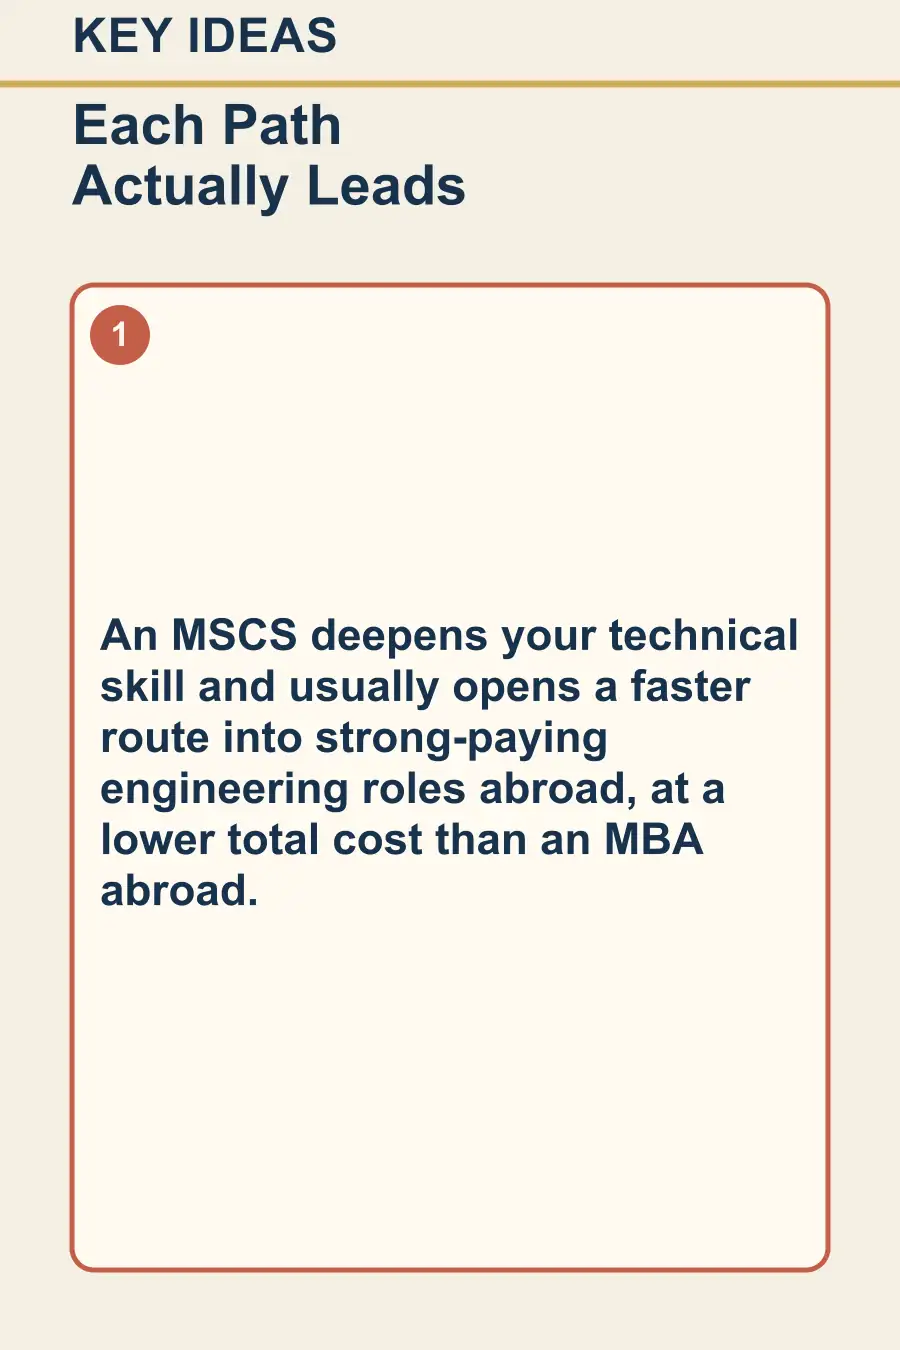 KEY IDEAS
Each Path
Actually Leads
1
An MSCS deepens your technical
skill and usually opens a faster
route into strong-paying
engineering roles abroad, at a
lower total cost than an MBA
abroad.